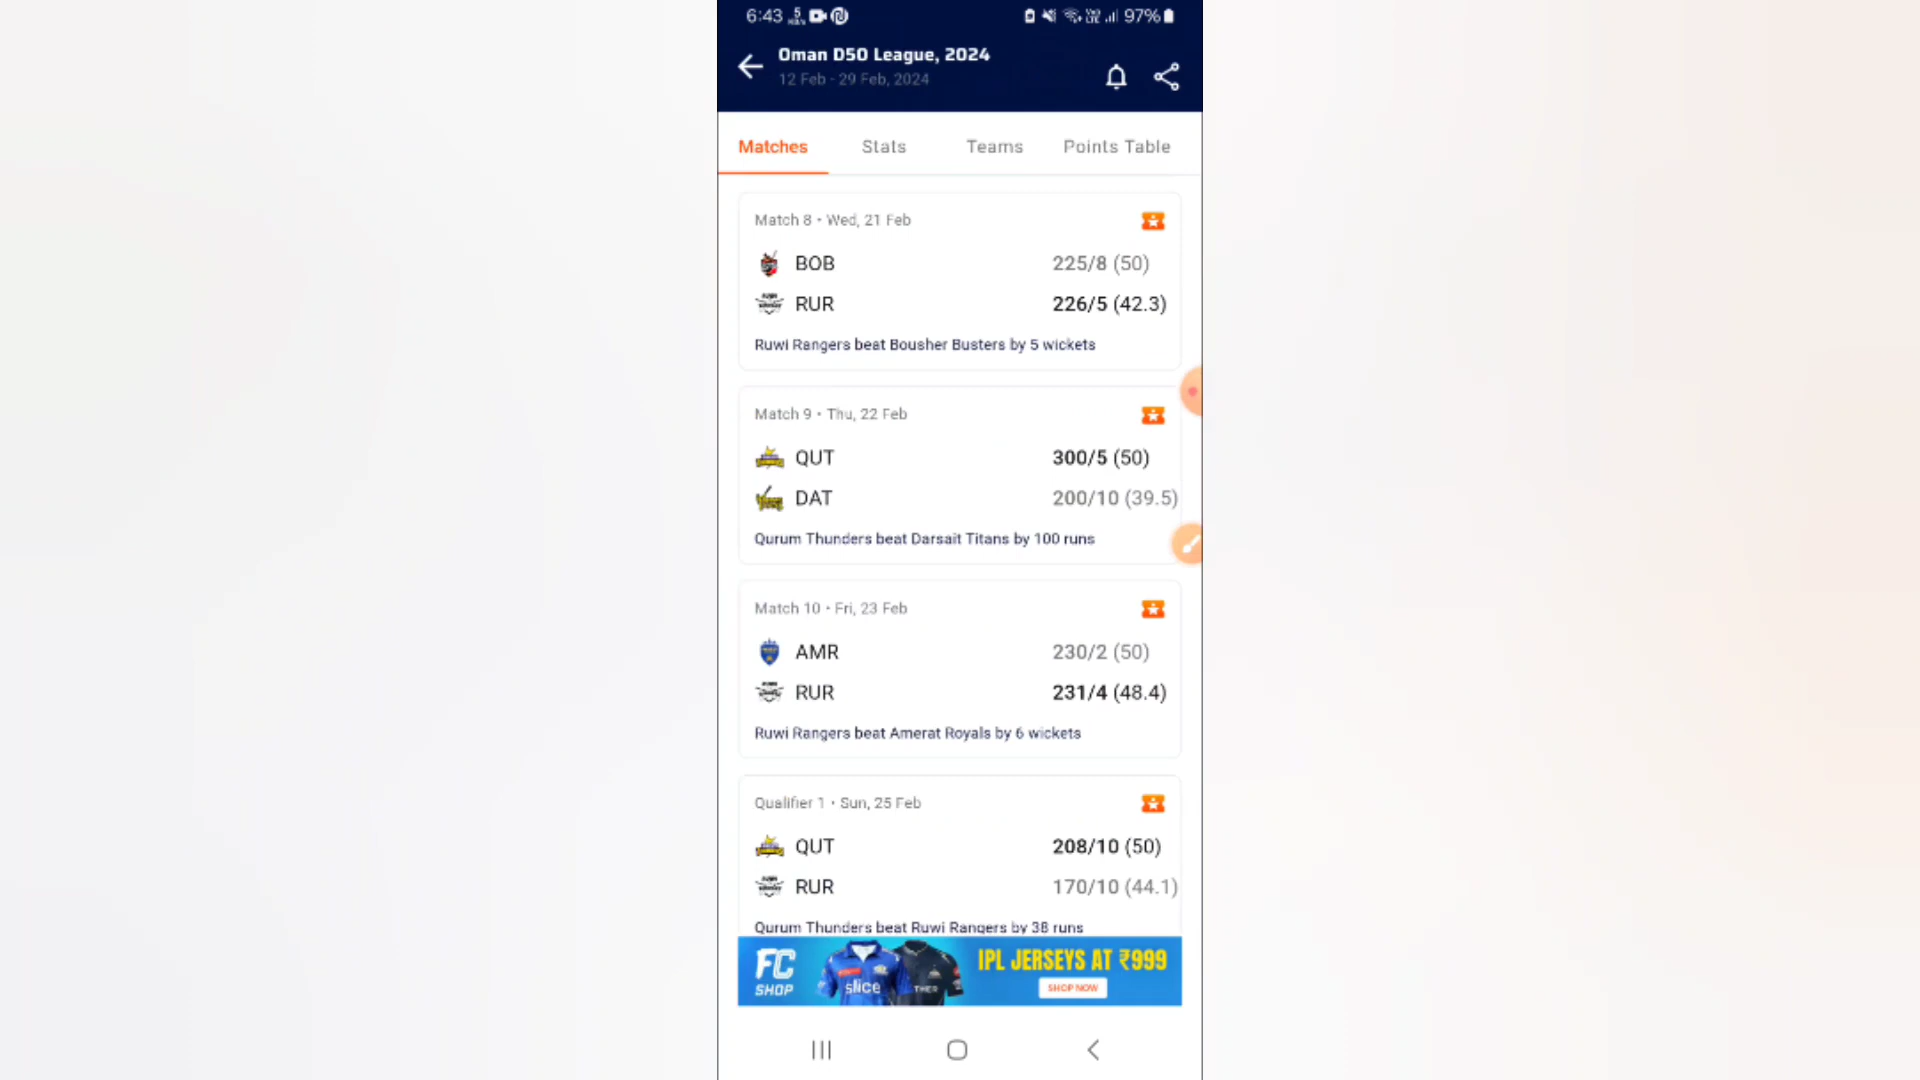 6:43 5 97%
Oman D50 League, 2024
12 Feb - 29 Feb, 2024
Matches Stats Teams Points Table
Match 8 • Wed, 21 Feb
BOB 225/8 (50)
RUR 226/5 (42.3)
Ruwi Rangers beat Bousher Busters by 5 wickets
Match 9 • Thu, 22 Feb
QUT 300/5 (50)
DAT 200/10 (39.5)
Qurum Thunders beat Darsait Titans by 100 runs
Match 10 • Fri, 23 Feb
AMR 230/2 (50)
RUR 231/4 (48.4)
Ruwi Rangers beat Amerat Royals by 6 wickets
Qualifier 1 • Sun, 25 Feb
QUT 208/10 (50)
RUR 170/10 (44.1)
Qurum Thunders beat Ruwi Rangers by 38 runs
FC SHOP slice IPL JERSEYS AT ₹999
SHOP NOW